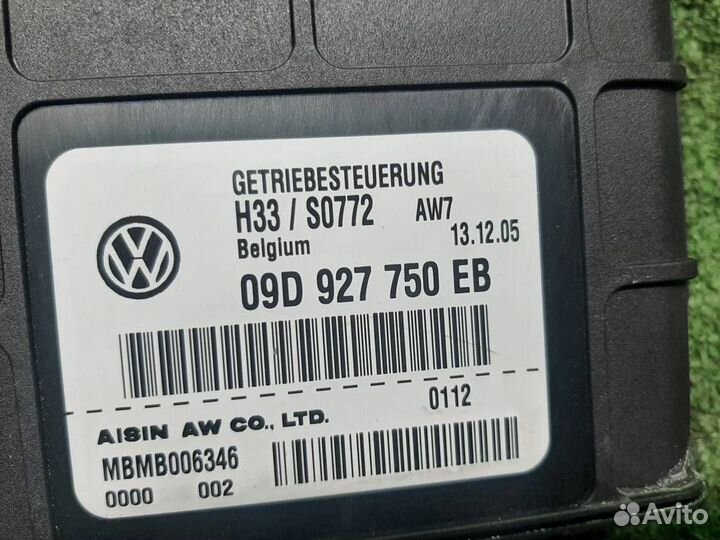 GETRIEBESTEUERUNG
H33 / S0772 AW7
Belgium 13.12.05
09D 927 750 EB
0112
AISIN AW CO., LTD.
MBMB006346
0000 002
Avito